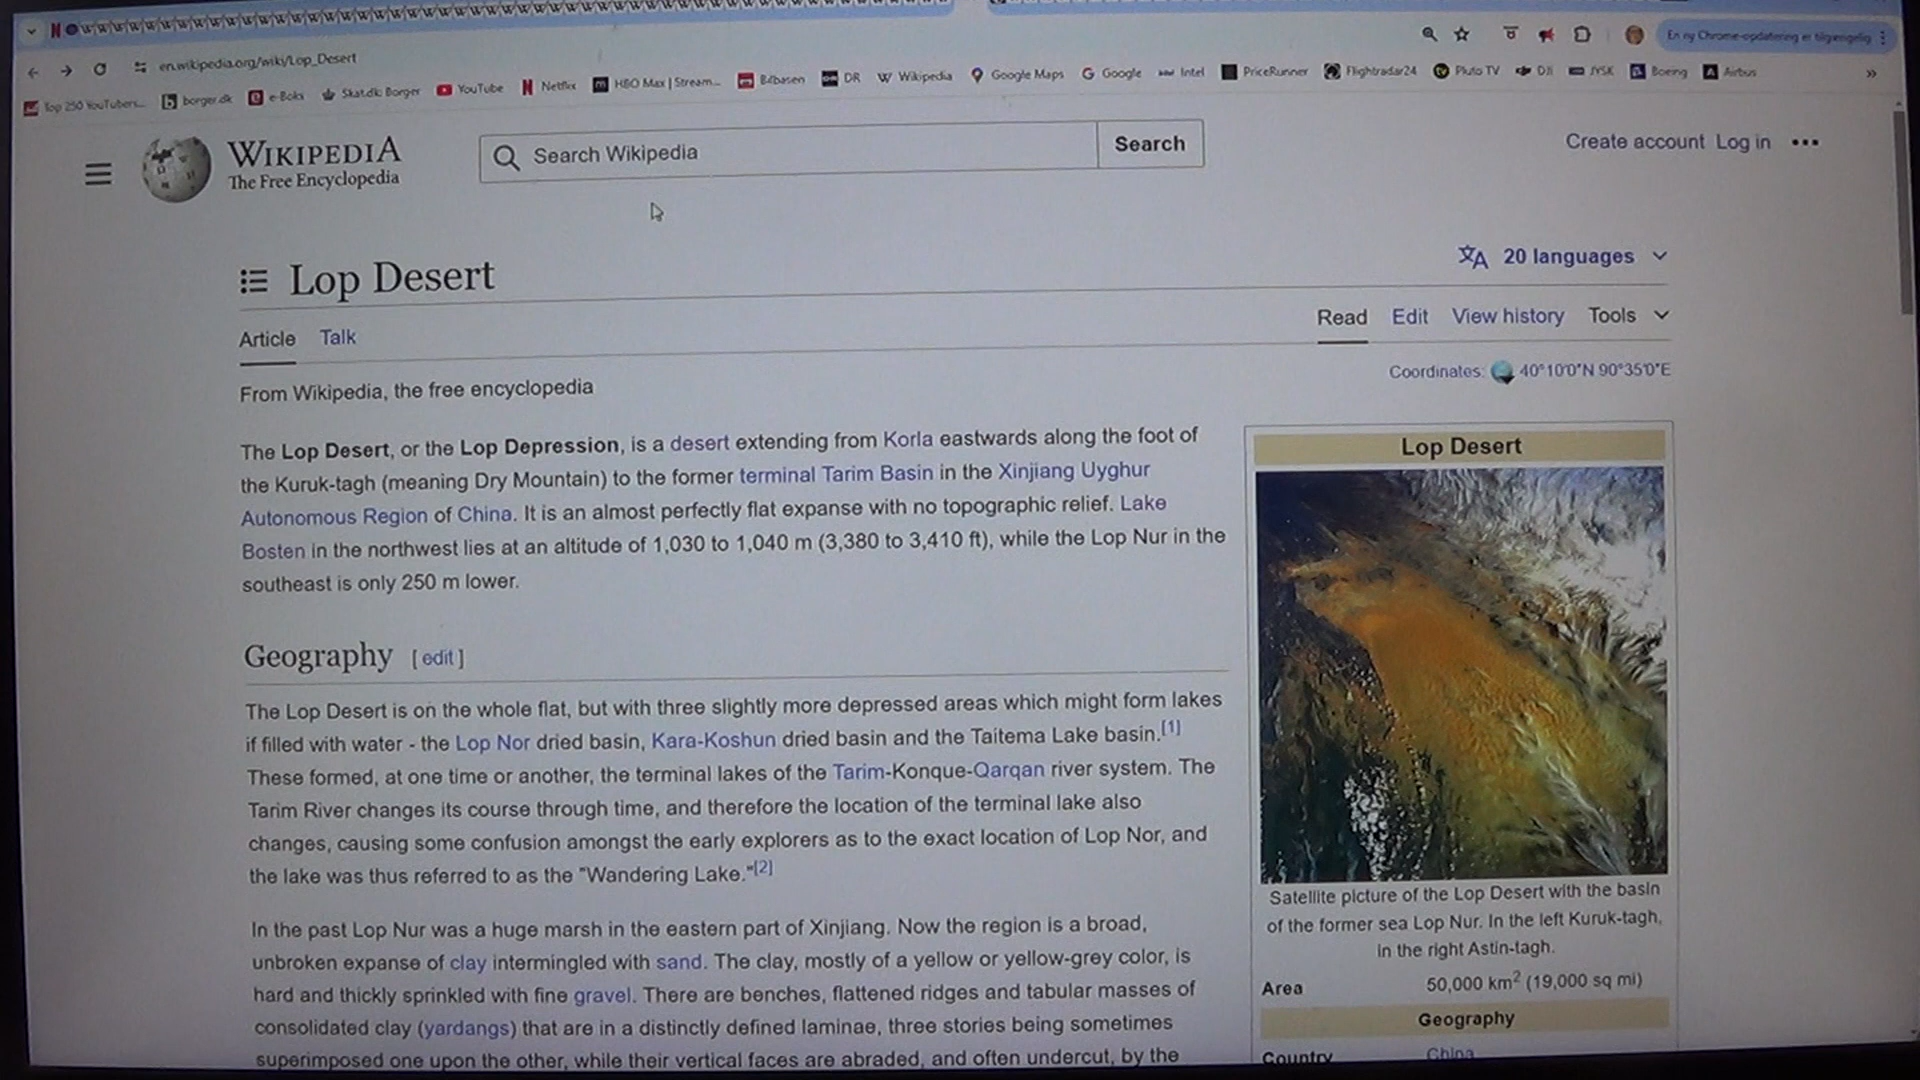 en.wikipedia.org/wiki/Lop_Desert
En ny Chrome-opdatering er tilgængelig
Top 250 YouTubers... borger.dk e-Boks Skat.dk: Borger YouTube Netflix HBO Max | Stream... Bilbasen DR Wikipedia Google Maps Google Intel PriceRunner Flightradar24 Pluto TV DJI JYSK Boeing Airbus »
WIKIPEDIA
The Free Encyclopedia
Search Wikipedia
Search
Create account Log in
Lop Desert
20 languages
Article Talk
Read Edit View history Tools
From Wikipedia, the free encyclopedia
Coordinates: 40°10′0″N 90°35′0″E
The Lop Desert, or the Lop Depression, is a desert extending from Korla eastwards along the foot of
the Kuruk-tagh (meaning Dry Mountain) to the former terminal Tarim Basin in the Xinjiang Uyghur
Autonomous Region of China. It is an almost perfectly flat expanse with no topographic relief. Lake
Bosten in the northwest lies at an altitude of 1,030 to 1,040 m (3,380 to 3,410 ft), while the Lop Nur in the
southeast is only 250 m lower.
Geography [ edit ]
The Lop Desert is on the whole flat, but with three slightly more depressed areas which might form lakes
if filled with water - the Lop Nor dried basin, Kara-Koshun dried basin and the Taitema Lake basin.[1]
These formed, at one time or another, the terminal lakes of the Tarim-Konque-Qarqan river system. The
Tarim River changes its course through time, and therefore the location of the terminal lake also
changes, causing some confusion amongst the early explorers as to the exact location of Lop Nor, and
the lake was thus referred to as the "Wandering Lake."[2]
In the past Lop Nur was a huge marsh in the eastern part of Xinjiang. Now the region is a broad,
unbroken expanse of clay intermingled with sand. The clay, mostly of a yellow or yellow-grey color, is
hard and thickly sprinkled with fine gravel. There are benches, flattened ridges and tabular masses of
consolidated clay (yardangs) that are in a distinctly defined laminae, three stories being sometimes
superimposed one upon the other, while their vertical faces are abraded, and often undercut, by the
Lop Desert
Satellite picture of the Lop Desert with the basin
of the former sea Lop Nur. In the left Kuruk-tagh,
in the right Astin-tagh.
Area 50,000 km² (19,000 sq mi)
Geography
Country China